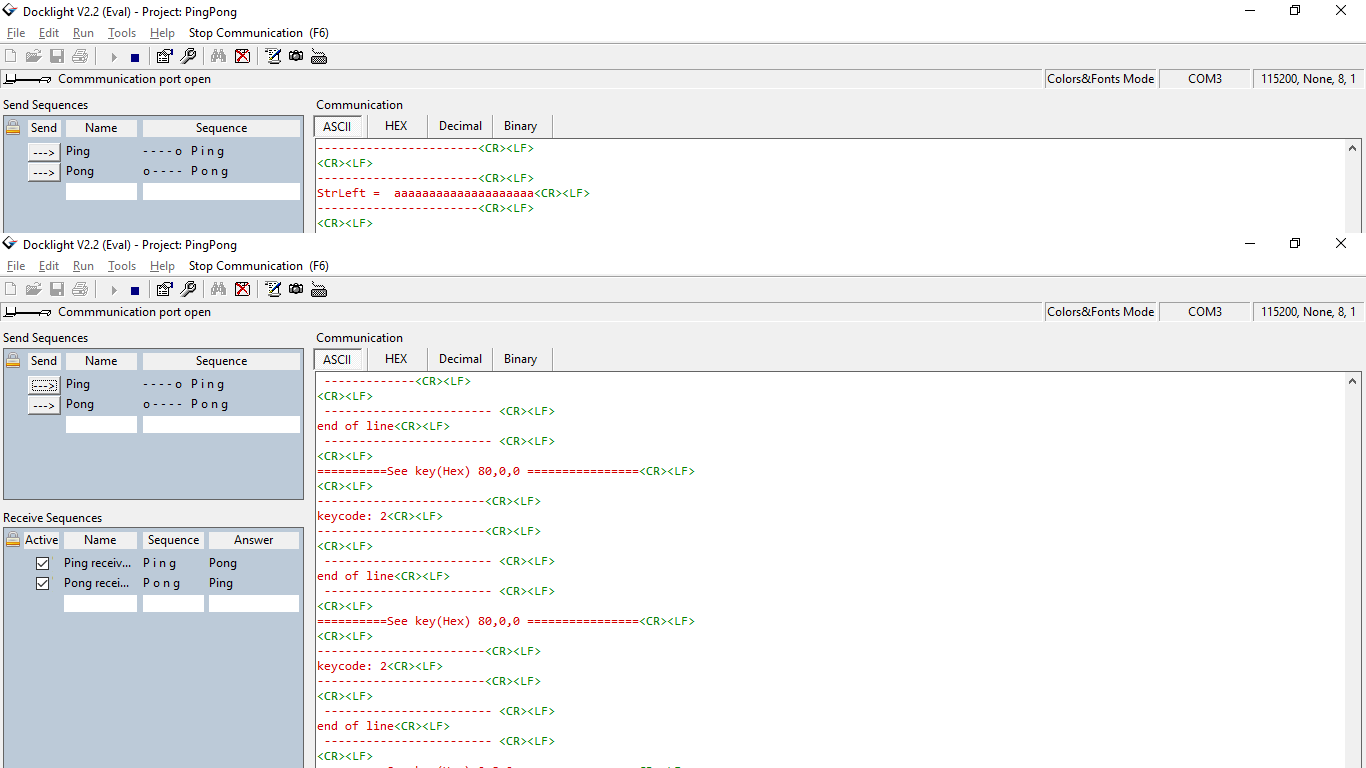 Docklight V2.2 (Eval) - Project: PingPong
File Edit Run Tools Help Stop Communication (F6)
Commmunication port open Colors&Fonts Mode COM3 115200, None, 8, 1
Send Sequences
Send Name Sequence
---> Ping ----o Ping
---> Pong o---- Pong
Communication
ASCII HEX Decimal Binary
-----------------------<CR><LF>
<CR><LF>
-----------------------<CR><LF>
StrLeft =  aaaaaaaaaaaaaaaaaaaa<CR><LF>
-----------------------<CR><LF>
<CR><LF>
Docklight V2.2 (Eval) - Project: PingPong
File Edit Run Tools Help Stop Communication (F6)
Commmunication port open Colors&Fonts Mode COM3 115200, None, 8, 1
Send Sequences
Send Name Sequence
---> Ping ----o Ping
---> Pong o---- Pong
Receive Sequences
Active Name Sequence Answer
Ping receiv... Ping Pong
Pong recei... Pong Ping
Communication
ASCII HEX Decimal Binary
-------------<CR><LF>
<CR><LF>
------------------------ <CR><LF>
end of line<CR><LF>
------------------------ <CR><LF>
<CR><LF>
==========See key(Hex) 80,0,0 ================<CR><LF>
<CR><LF>
------------------------<CR><LF>
keycode: 2<CR><LF>
------------------------<CR><LF>
<CR><LF>
------------------------ <CR><LF>
end of line<CR><LF>
------------------------ <CR><LF>
<CR><LF>
==========See key(Hex) 80,0,0 ================<CR><LF>
<CR><LF>
------------------------<CR><LF>
keycode: 2<CR><LF>
------------------------<CR><LF>
<CR><LF>
------------------------ <CR><LF>
end of line<CR><LF>
------------------------ <CR><LF>
<CR><LF>